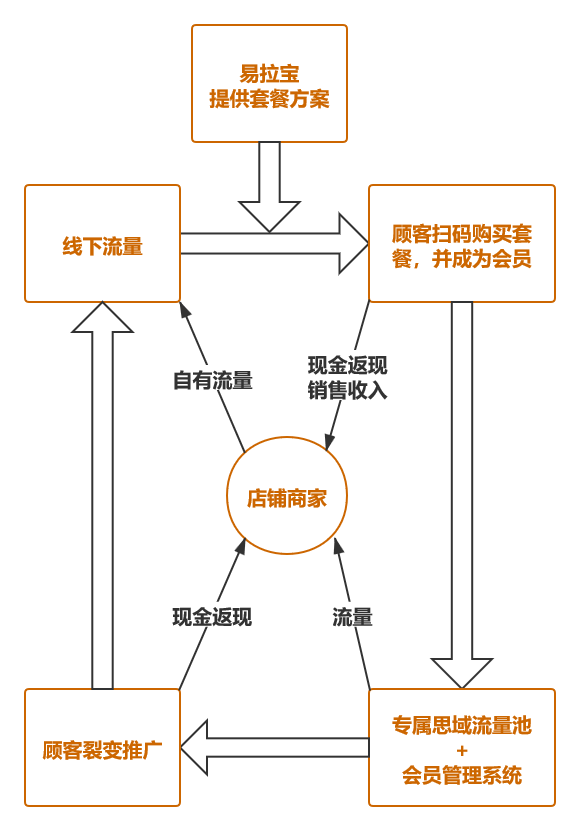 易拉宝
提供套餐方案
线下流量
顾客扫码购买套
餐，并成为会员
自有流量
现金返现
销售收入
店铺商家
现金返现
流量
顾客裂变推广
专属思域流量池
+
会员管理系统